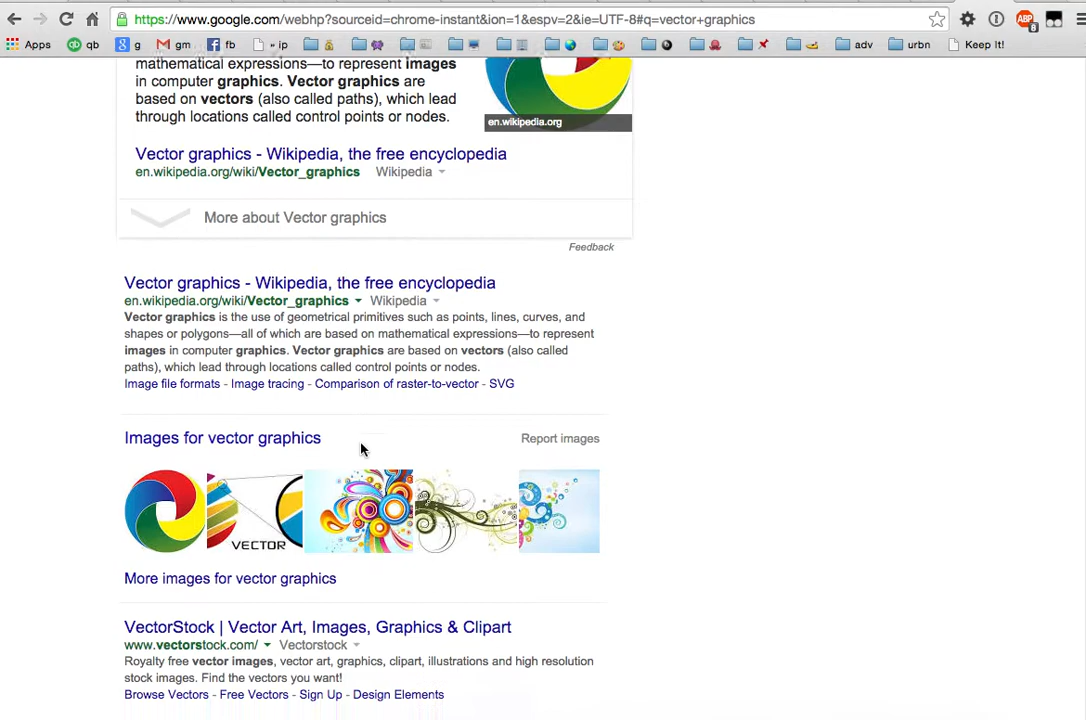 https://www.google.com/webhp?sourceid=chrome-instant&ion=1&espv=2&ie=UTF-8#q=vector+graphics
8
Apps qb g gm fb » ip adv urbn Keep It!
mathematical expressions—to represent images
in computer graphics. Vector graphics are
based on vectors (also called paths), which lead
through locations called control points or nodes.
en.wikipedia.org
Vector graphics - Wikipedia, the free encyclopedia
en.wikipedia.org/wiki/Vector_graphics Wikipedia
More about Vector graphics
Feedback
Vector graphics - Wikipedia, the free encyclopedia
en.wikipedia.org/wiki/Vector_graphics Wikipedia
Vector graphics is the use of geometrical primitives such as points, lines, curves, and
shapes or polygons—all of which are based on mathematical expressions—to represent
images in computer graphics. Vector graphics are based on vectors (also called
paths), which lead through locations called control points or nodes.
Image file formats - Image tracing - Comparison of raster-to-vector - SVG
Images for vector graphics
Report images
VECTOR
More images for vector graphics
VectorStock | Vector Art, Images, Graphics & Clipart
www.vectorstock.com/ Vectorstock
Royalty free vector images, vector art, graphics, clipart, illustrations and high resolution
stock images. Find the vectors you want!
Browse Vectors - Free Vectors - Sign Up - Design Elements